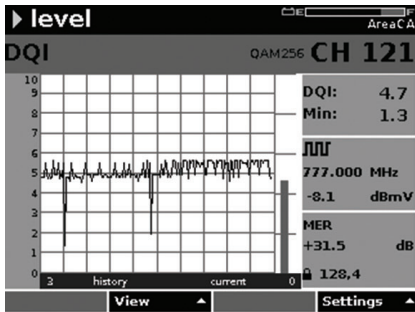 level
E F
AreaCA
DQI QAM256 CH 121
10
9
8
7
6
5
4
3
2
1
0
3 history current 0
DQI: 4.7
Min: 1.3
777.000 MHz
-8.1 dBmV
MER
+31.5 dB
128,4
View Settings